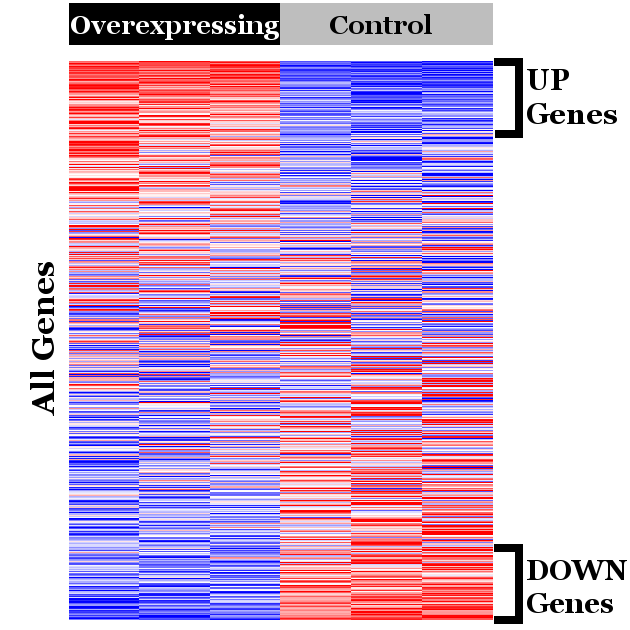 Overexpressing
Control
UP
Genes
All Genes
DOWN
Genes